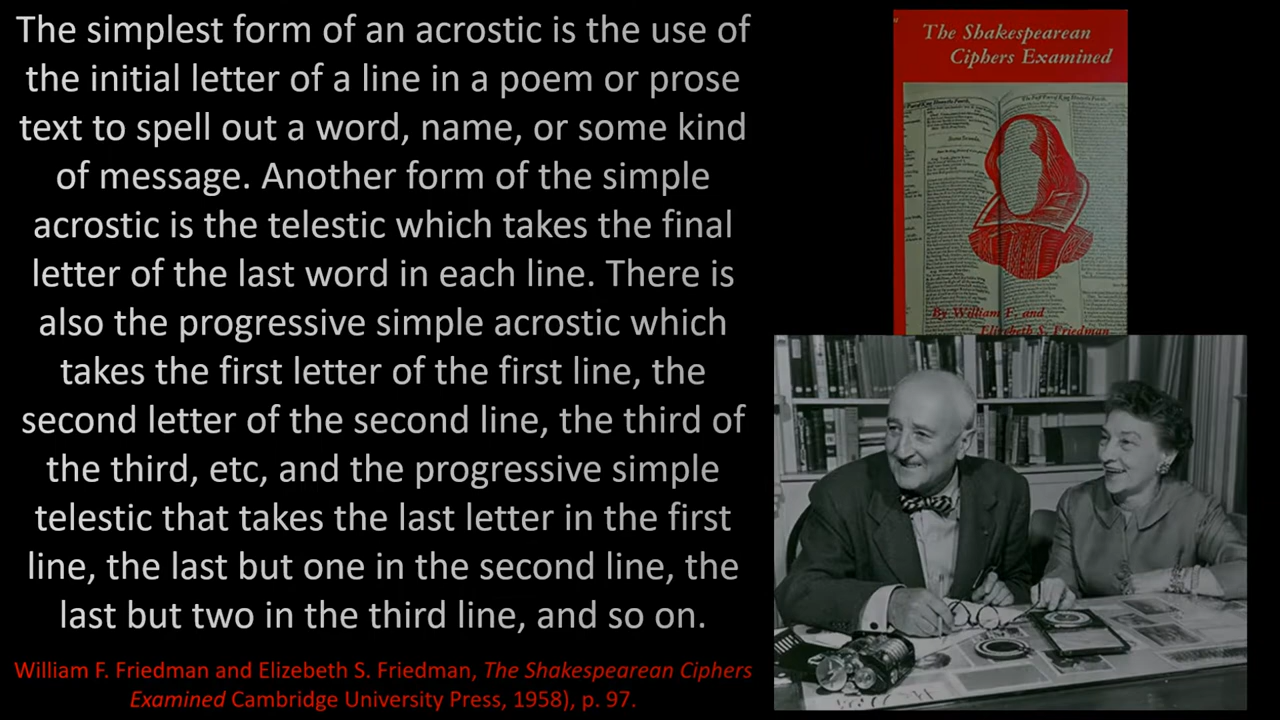 The simplest form of an acrostic is the use of
the initial letter of a line in a poem or prose
text to spell out a word, name, or some kind
of message. Another form of the simple
acrostic is the telestic which takes the final
letter of the last word in each line. There is
also the progressive simple acrostic which
takes the first letter of the first line, the
second letter of the second line, the third of
the third, etc, and the progressive simple
telestic that takes the last letter in the first
line, the last but one in the second line, the
last but two in the third line, and so on.
William F. Friedman and Elizebeth S. Friedman, The Shakespearean Ciphers
Examined Cambridge University Press, 1958), p. 97.
The Shakespearean
Ciphers Examined
By William F. and
Elizebeth S. Friedman